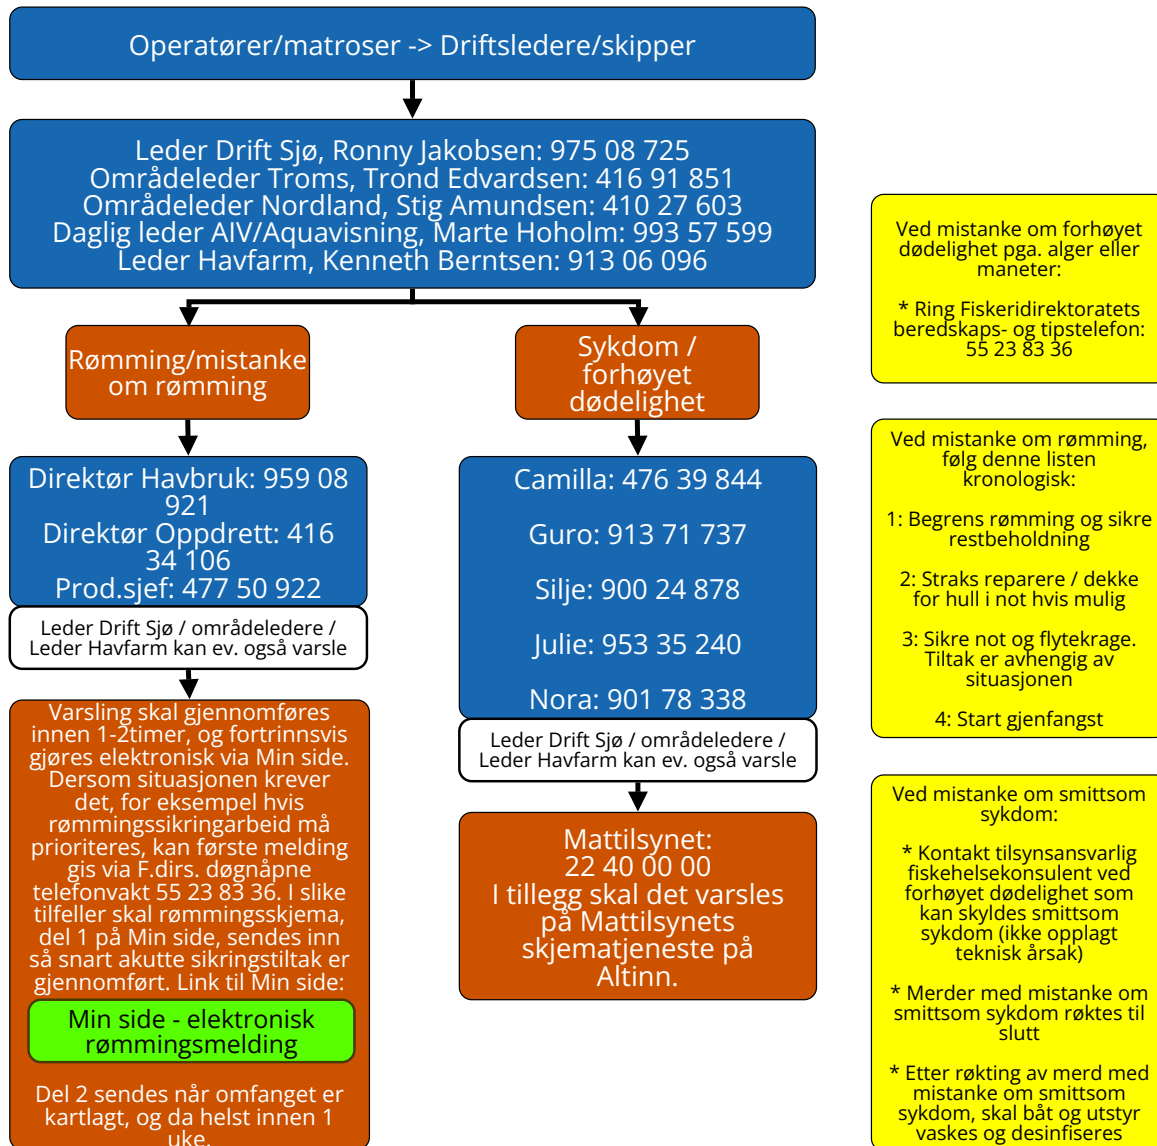 Operatører/matroser -> Driftsledere/skipper
Leder Drift Sjø, Ronny Jakobsen: 975 08 725
Områdeleder Troms, Trond Edvardsen: 416 91 851
Områdeleder Nordland, Stig Amundsen: 410 27 603
Daglig leder AIV/Aquavisning, Marte Hoholm: 993 57 599
Leder Havfarm, Kenneth Berntsen: 913 06 096
Rømming/mistanke
om rømming
Direktør Havbruk: 959 08
921
Direktør Oppdrett: 416
34 106
Prod.sjef: 477 50 922
Leder Drift Sjø / områdeledere /
Leder Havfarm kan ev. også varsle
Varsling skal gjennomføres
innen 1-2timer, og fortrinnsvis
gjøres elektronisk via Min side.
Dersom situasjonen krever
det, for eksempel hvis
rømmingssikringarbeid må
prioriteres, kan første melding
gis via F.dirs. døgnåpne
telefonvakt 55 23 83 36. I slike
tilfeller skal rømmingsskjema,
del 1 på Min side, sendes inn
så snart akutte sikringstiltak er
gjennomført. Link til Min side:
Min side - elektronisk
rømmingsmelding
Del 2 sendes når omfanget er
kartlagt, og da helst innen 1
uke.
Sykdom /
forhøyet
dødelighet
Camilla: 476 39 844
Guro: 913 71 737
Silje: 900 24 878
Julie: 953 35 240
Nora: 901 78 338
Leder Drift Sjø / områdeledere /
Leder Havfarm kan ev. også varsle
Mattilsynet:
22 40 00 00
I tillegg skal det varsles
på Mattilsynets
skjematjeneste på
Altinn.
Ved mistanke om forhøyet
dødelighet pga. alger eller
maneter:
* Ring Fiskeridirektoratets
beredskaps- og tipstelefon:
55 23 83 36
Ved mistanke om rømming,
følg denne listen
kronologisk:
1: Begrens rømming og sikre
restbeholdning
2: Straks reparere / dekke
for hull i not hvis mulig
3: Sikre not og flytekrage.
Tiltak er avhengig av
situasjonen
4: Start gjenfangst
Ved mistanke om smittsom
sykdom:
* Kontakt tilsynsansvarlig
fiskehelsekonsulent ved
forhøyet dødelighet som
kan skyldes smittsom
sykdom (ikke opplagt
teknisk årsak)
* Merder med mistanke om
smittsom sykdom røktes til
slutt
* Etter røkting av merd med
mistanke om smittsom
sykdom, skal båt og utstyr
vaskes og desinfiseres